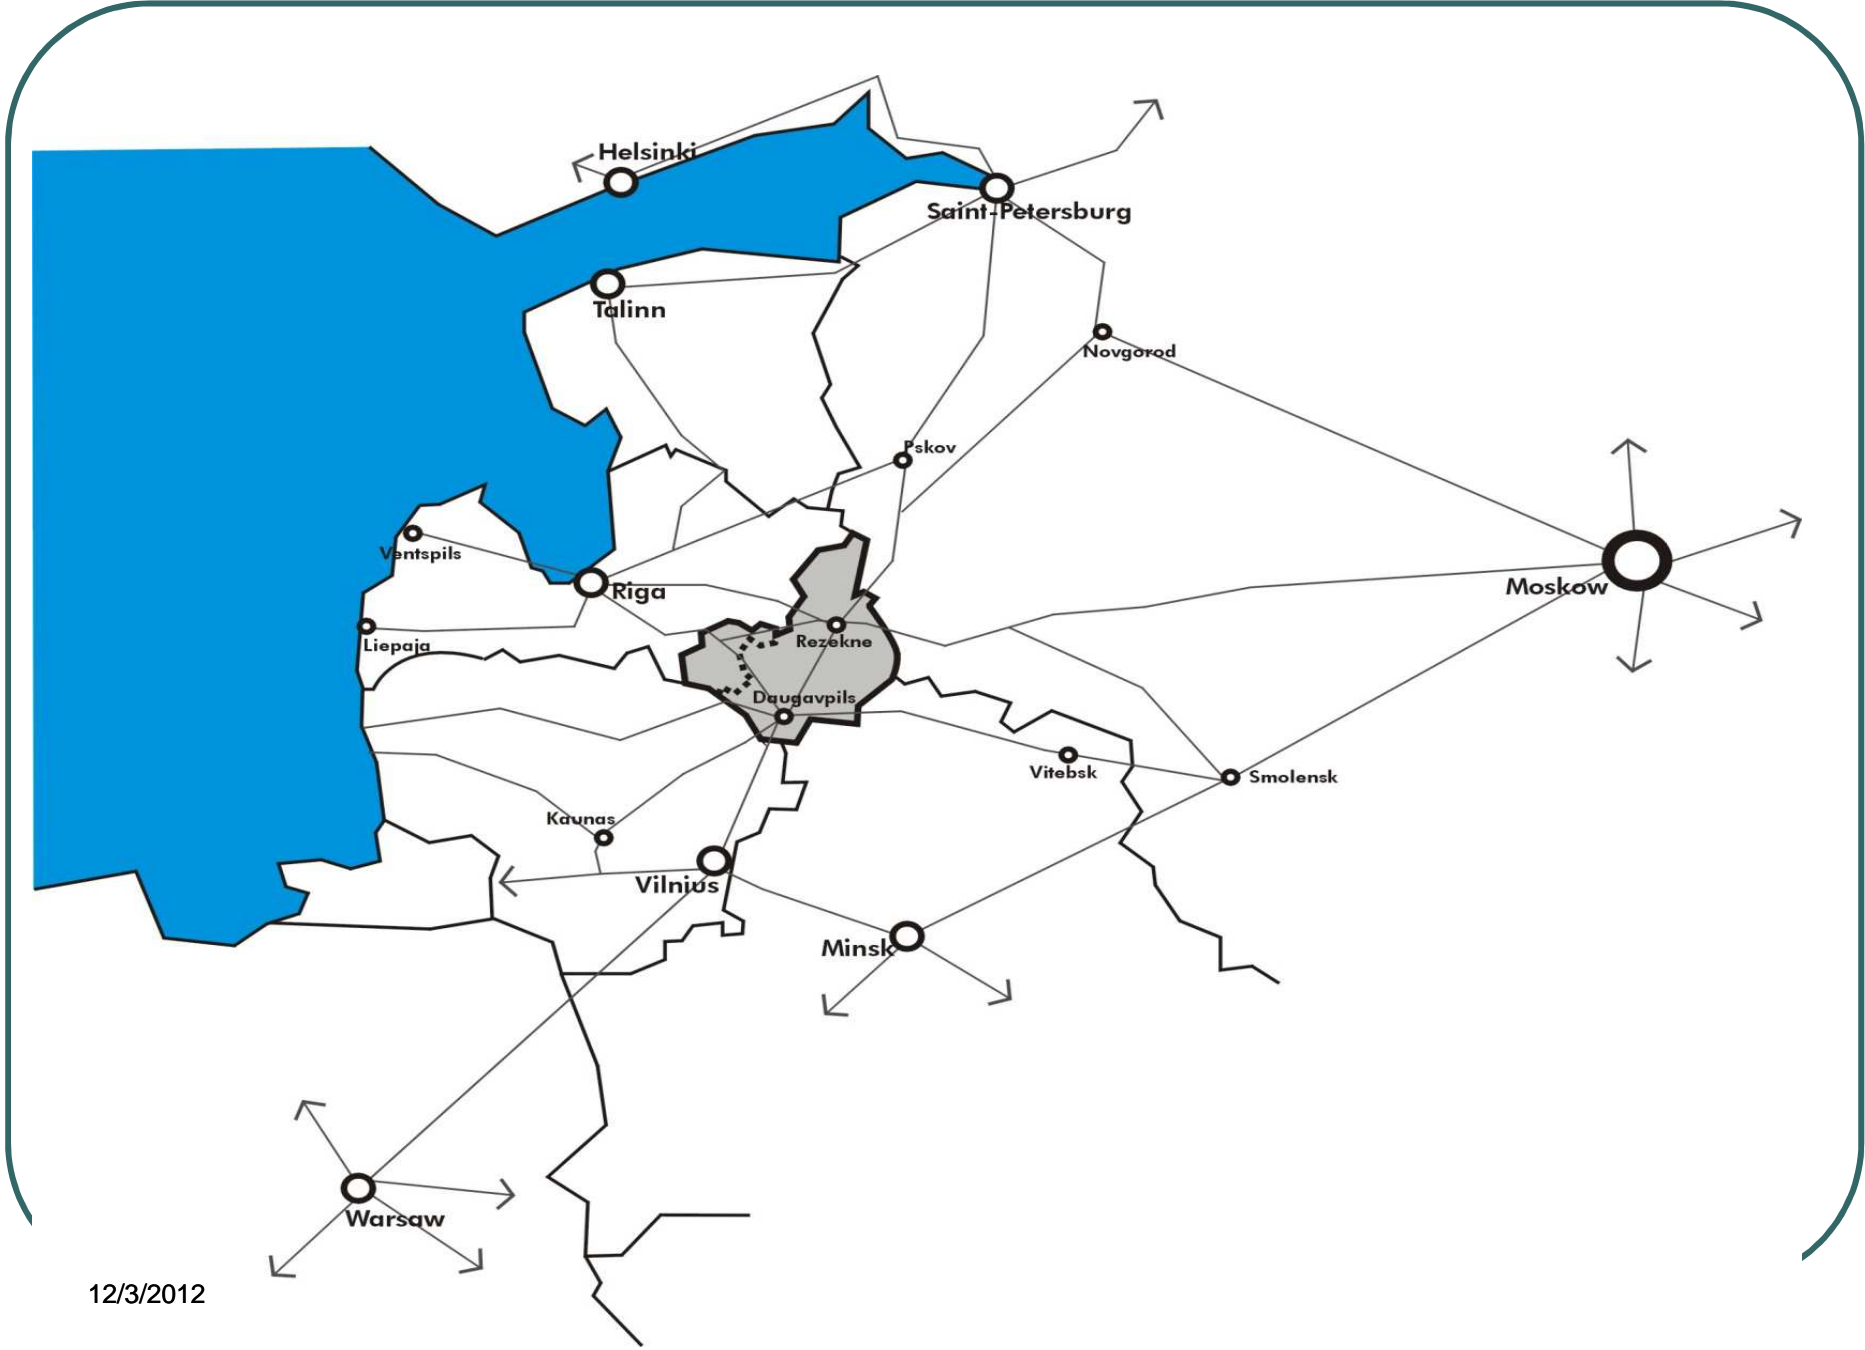 Helsinki
Saint-Petersburg
Talinn
Novgorod
Pskov
Ventspils
Moskow
Riga
Rezekne
Liepaja
Daugavpils
Vitebsk
Smolensk
Kaunas
Vilnius
Minsk
Warsaw
12/3/2012